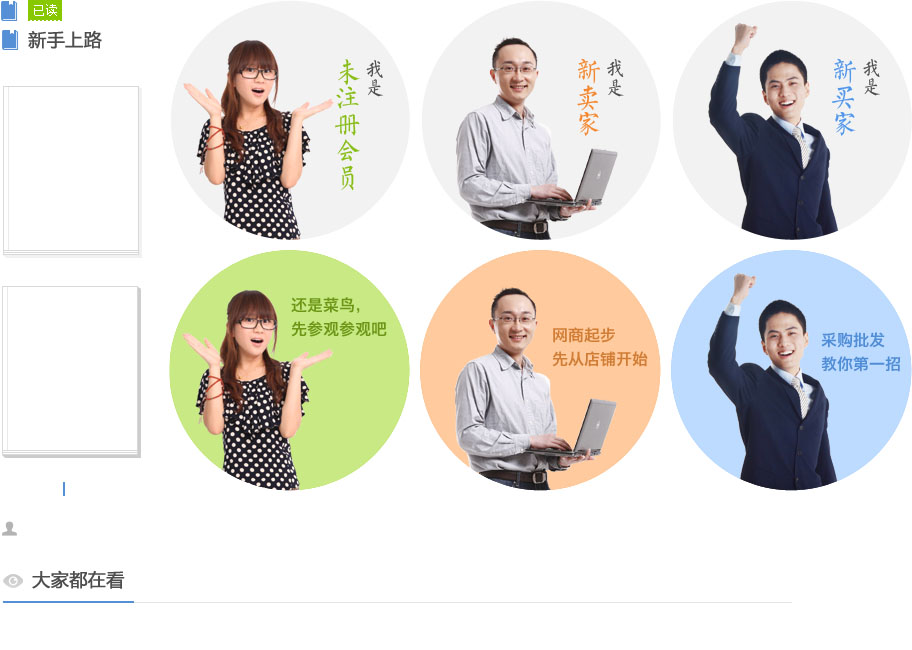 已读
新手上路
我是
未注册会员
我是
新卖家
我是
新买家
还是菜鸟，
先参观参观吧
网商起步
先从店铺开始
采购批发
教你第一招
大家都在看